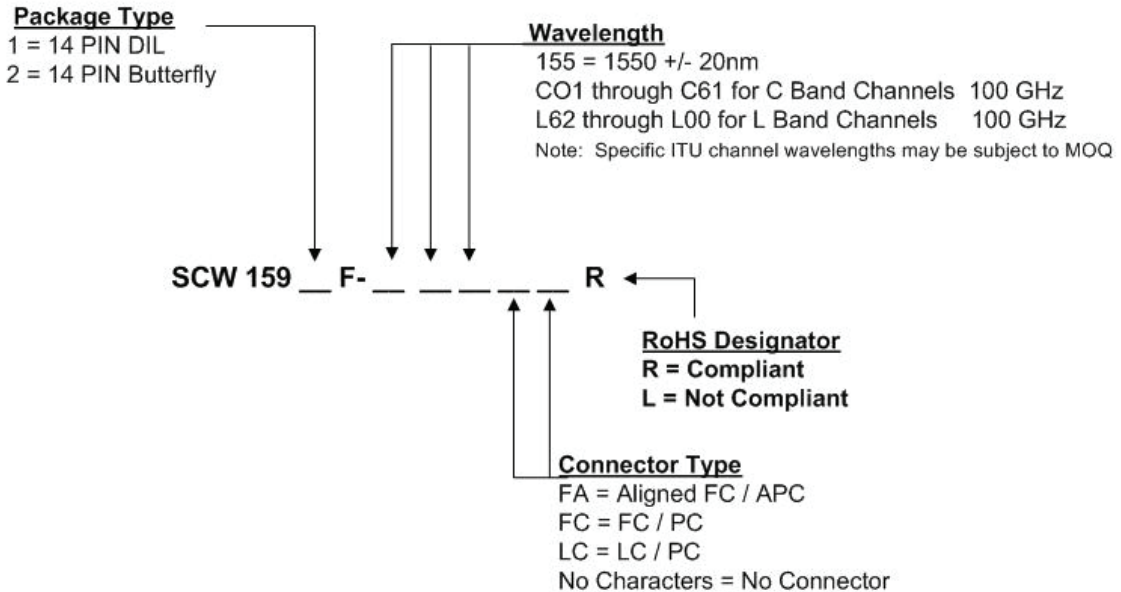 Package Type
1 = 14 PIN DIL
2 = 14 PIN Butterfly
Wavelength
155 = 1550 +/- 20nm
CO1 through C61 for C Band Channels 100 GHz
L62 through L00 for L Band Channels 100 GHz
Note: Specific ITU channel wavelengths may be subject to MOQ
SCW 159 __ F- __ __ __ __ __ R
RoHS Designator
R = Compliant
L = Not Compliant
Connector Type
FA = Aligned FC / APC
FC = FC / PC
LC = LC / PC
No Characters = No Connector